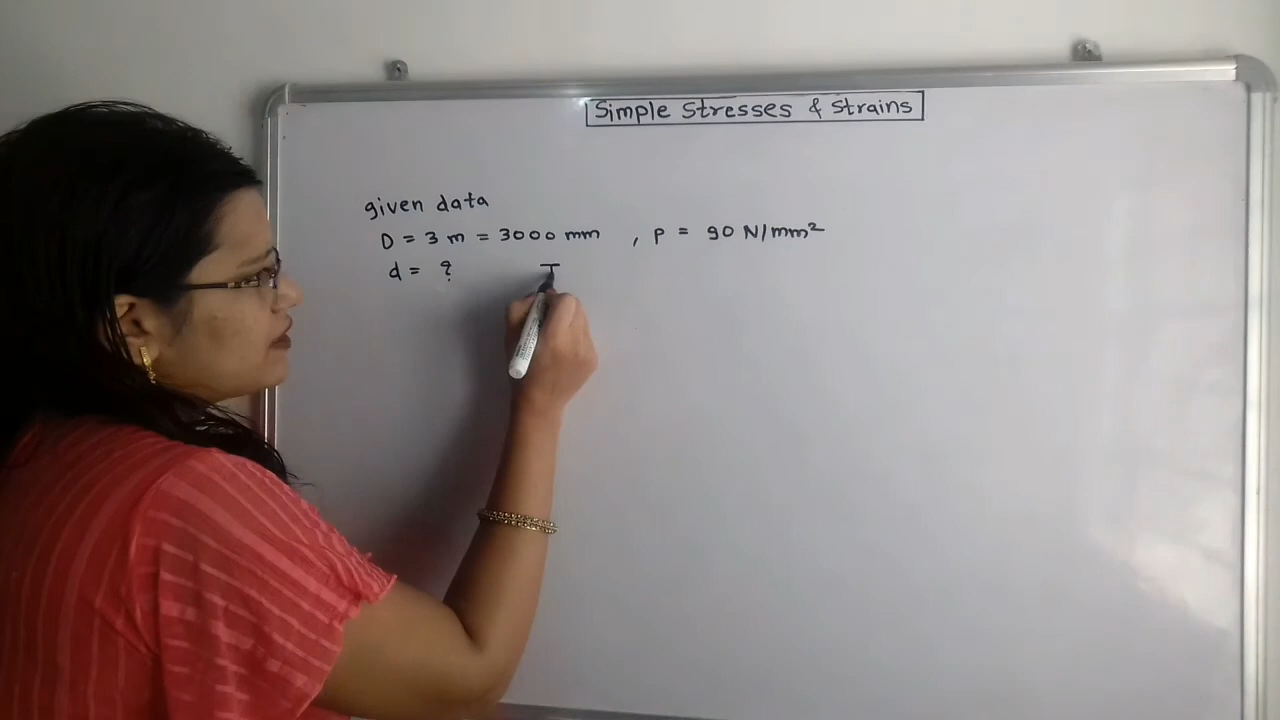 Simple Stresses & Strains
given data
D = 3 m = 3000 mm , P = 90 N/mm²
d = ? T